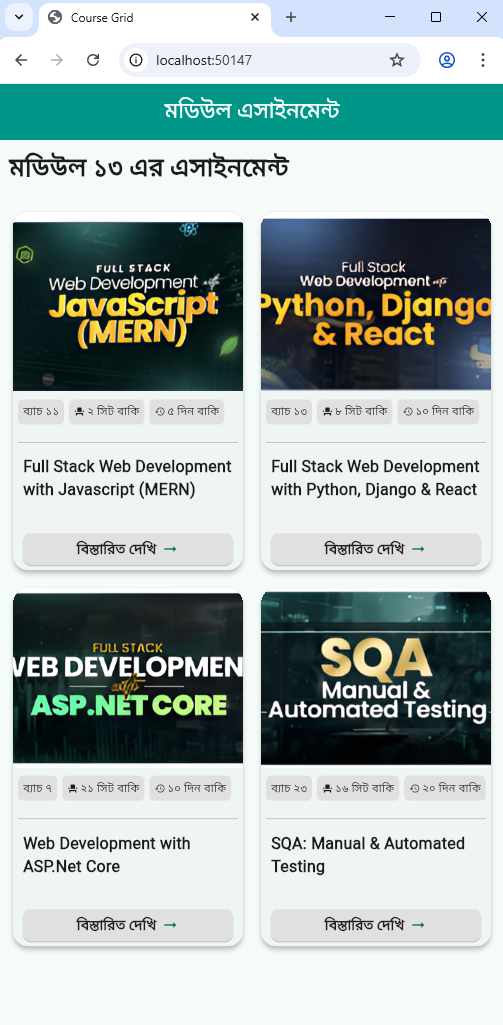 Course Grid
localhost:50147
মডিউল এসাইনমেন্ট
মডিউল ১৩ এর এসাইনমেন্ট
FULL STACK
Web Development
JavaScript
(MERN)
ব্যাচ ১১
২ সিট বাকি
৫ দিন বাকি
Full Stack Web Development
with Javascript (MERN)
বিস্তারিত দেখি →
Full Stack
Web Development
Python, Django
& React
ব্যাচ ১৩
৮ সিট বাকি
১০ দিন বাকি
Full Stack Web Development
with Python, Django & React
বিস্তারিত দেখি →
FULL STACK
WEB DEVELOPMEN
ASP.NET CORE
ব্যাচ ৭
২১ সিট বাকি
১০ দিন বাকি
Web Development with
ASP.Net Core
বিস্তারিত দেখি →
SQA
Manual &
Automated Testing
ব্যাচ ২৩
১৬ সিট বাকি
২০ দিন বাকি
SQA: Manual & Automated
Testing
বিস্তারিত দেখি →